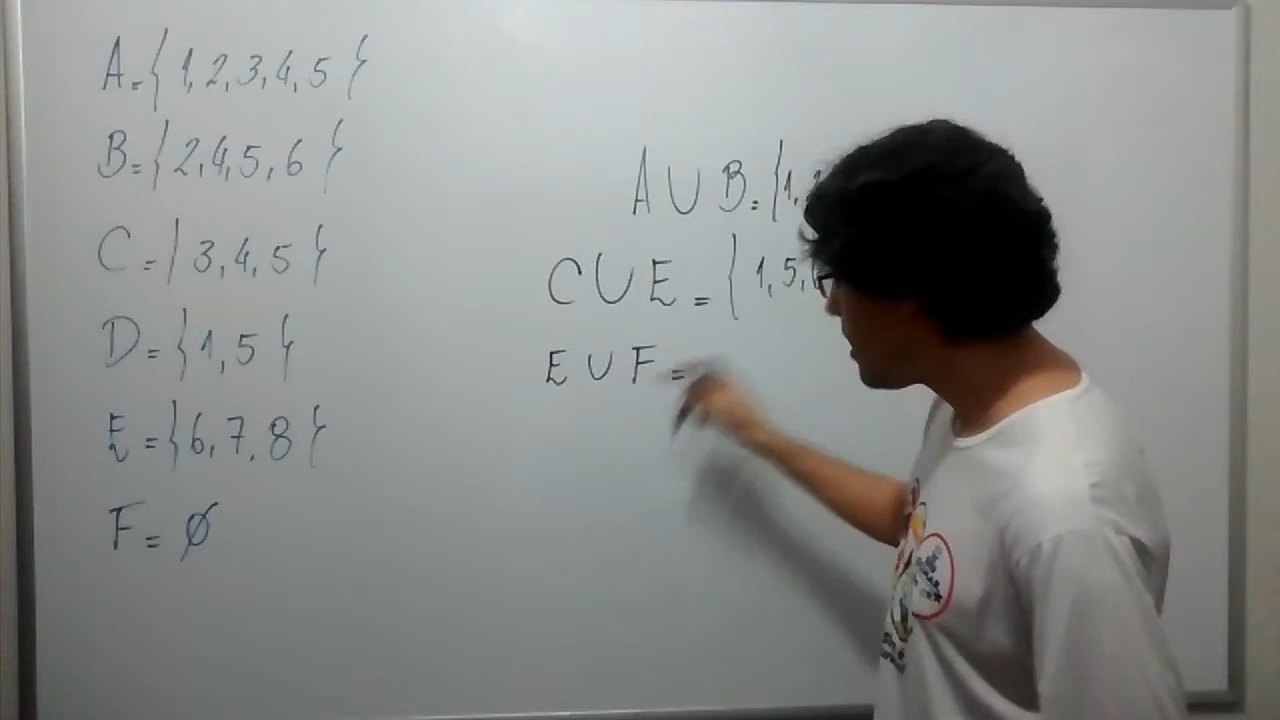 A = { 1, 2, 3, 4, 5 }
B = { 2, 4, 5, 6 }
C = { 3, 4, 5 }
D = { 1, 5 }
E = { 6, 7, 8 }
F = ∅
A ∪ B = { 1,
C ∪ E = { 1, 5,
E ∪ F =